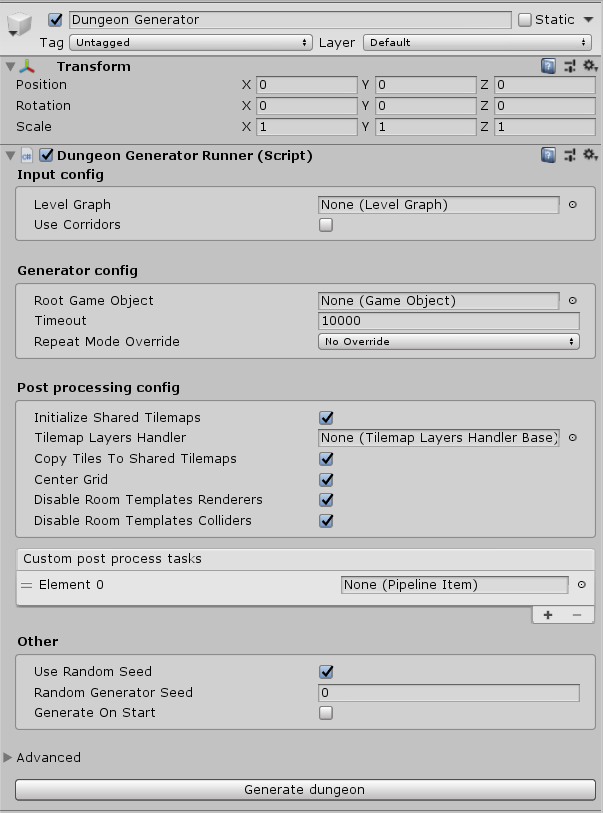 Dungeon Generator Static
Tag Untagged Layer Default
Transform
Position X 0 Y 0 Z 0
Rotation X 0 Y 0 Z 0
Scale X 1 Y 1 Z 1
Dungeon Generator Runner (Script)
Input config
Level Graph None (Level Graph)
Use Corridors
Generator config
Root Game Object None (Game Object)
Timeout 10000
Repeat Mode Override No Override
Post processing config
Initialize Shared Tilemaps
Tilemap Layers Handler None (Tilemap Layers Handler Base)
Copy Tiles To Shared Tilemaps
Center Grid
Disable Room Templates Renderers
Disable Room Templates Colliders
Custom post process tasks
Element 0 None (Pipeline Item)
Other
Use Random Seed
Random Generator Seed 0
Generate On Start
Advanced
Generate dungeon